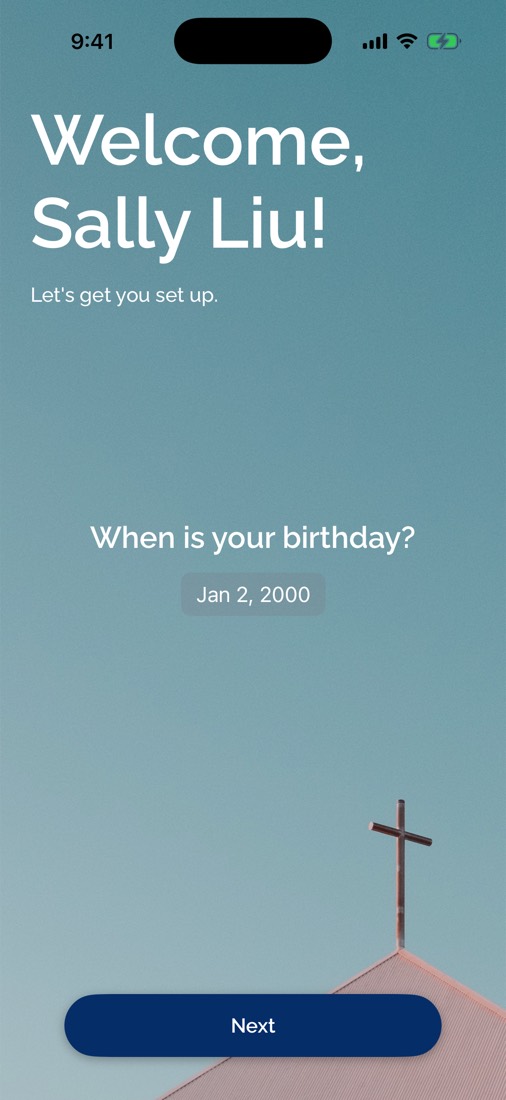 9:41
Welcome,
Sally Liu!
Let's get you set up.
When is your birthday?
Jan 2, 2000
Next